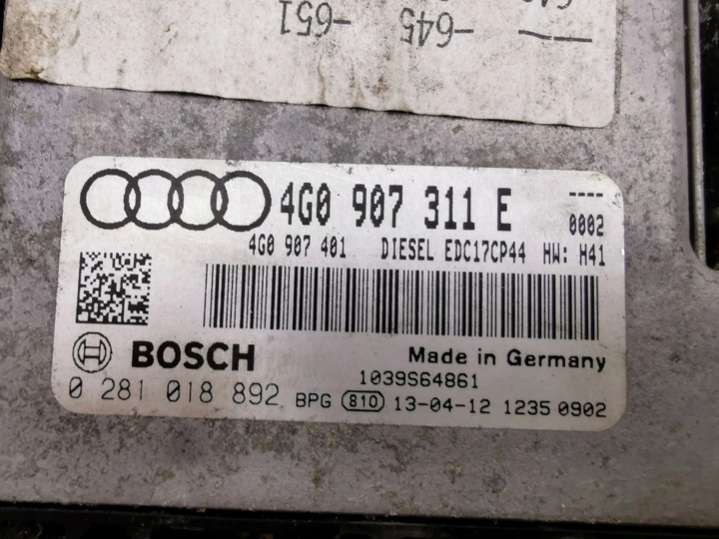 -651
-645
4G0 907 311 E
----
0002
4G0 907 401 DIESEL EDC17CP44 HW: H41
BOSCH
Made in Germany
1039S64861
0 281 018 892 BPG 810 13-04-12 1235 0902